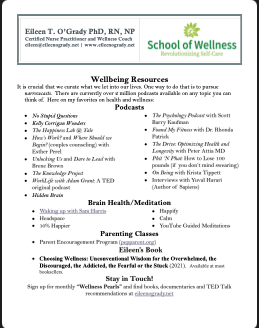 Eileen T. O'Grady PhD, RN, NP
Certified Nurse Practitioner and Wellness Coach
eileen@eileenogrady.net | www.eileenogrady.net
School of Wellness
Revolutionizing Self-Care
Wellbeing Resources
It is crucial that we curate what we let into our lives. One way to do that is to pursue
podcasts. There are currently over 2 million podcasts available on any topic you can
think of. Here on my favorites on health and wellness:
Podcasts
No Stupid Questions
Kelly Corrigan Wonders
The Happiness Lab @ Yale
How's Work? and Where Should we
Begin? (couples counseling) with
Esther Perel
Unlocking Us and Dare to Lead with
Brene Brown
The Knowledge Project
WorkLife with Adam Grant: A TED
original podcast
Hidden Brain
The Psychology Podcast with Scott
Barry Kaufman
Found My Fitness with Dr. Rhonda
Patrick
The Drive: Optimizing Health and
Longevity with Peter Attia MD
Phit 'N Phat: How to Lose 100
pounds (if you don't mind swearing)
On Being with Krista Tippett
Interviews with Yuval Harari
(Author of Sapiens)
Brain Health/Meditation
Waking up with Sam Harris
Headspace
10% Happier
Happify
Calm
YouTube Guided Meditations
Parenting Classes
Parent Encouragement Program (pepparent.org)
Eileen's Book
Choosing Wellness: Unconventional Wisdom for the Overwhelmed, the
Discouraged, the Addicted, the Fearful or the Stuck (2021). Available at most
booksellers.
Stay in Touch!
Sign up for monthly "Wellness Pearls" and find books, documentaries and TED Talk
recommendations at eileenogrady.net